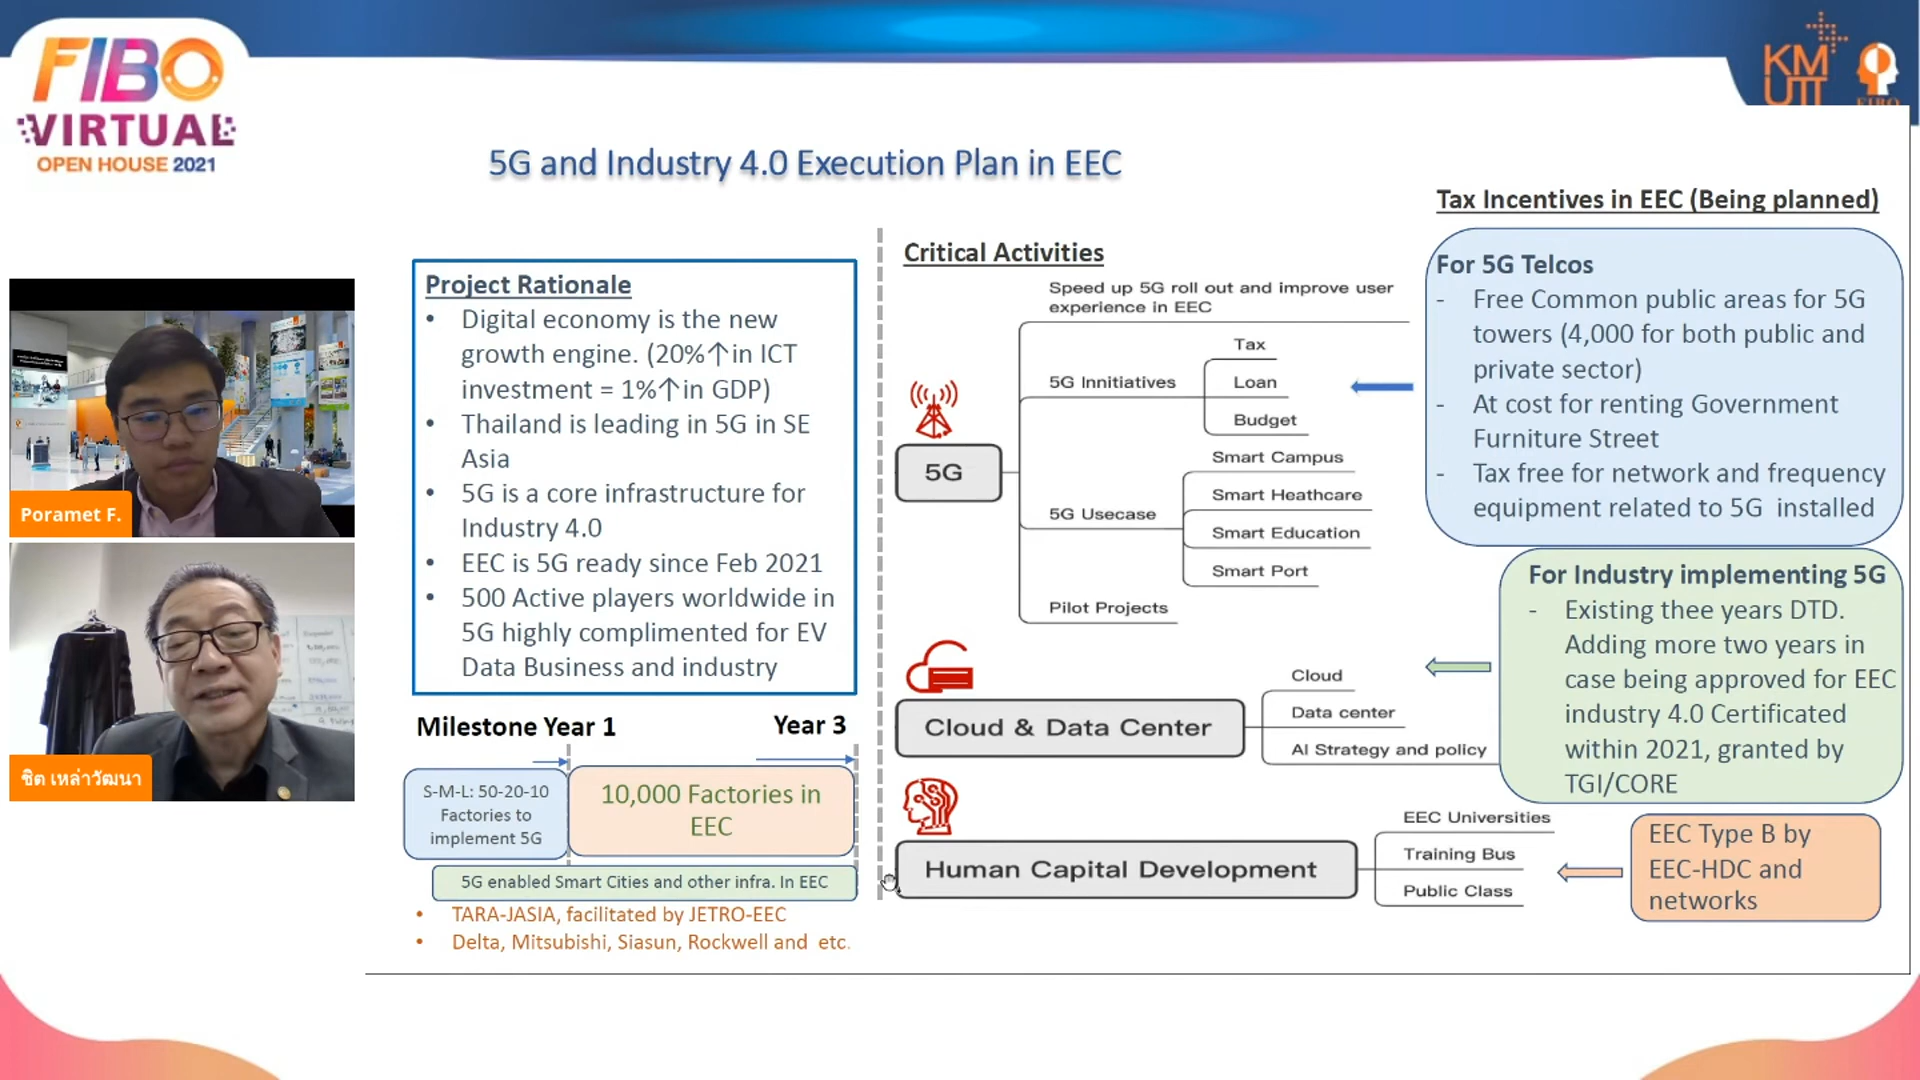 FIBO
VIRTUAL
OPEN HOUSE 2021
KM
UTT
FIBO
5G and Industry 4.0 Execution Plan in EEC
Poramet F.
ชิต เหล่าวัฒนา
Project Rationale
• Digital economy is the new
growth engine. (20%↑in ICT
investment = 1%↑in GDP)
• Thailand is leading in 5G in SE
Asia
• 5G is a core infrastructure for
Industry 4.0
• EEC is 5G ready since Feb 2021
• 500 Active players worldwide in
5G highly complimented for EV
Data Business and industry
Milestone Year 1
Year 3
S-M-L: 50-20-10
Factories to
implement 5G
10,000 Factories in
EEC
5G enabled Smart Cities and other infra. In EEC
• TARA-JASIA, facilitated by JETRO-EEC
• Delta, Mitsubishi, Siasun, Rockwell and etc.
Critical Activities
5G
Speed up 5G roll out and improve user
experience in EEC
5G Innitiatives
Tax
Loan
Budget
5G Usecase
Smart Campus
Smart Heathcare
Smart Education
Smart Port
Pilot Projects
Cloud & Data Center
Cloud
Data center
AI Strategy and policy
Human Capital Development
EEC Universities
Training Bus
Public Class
Tax Incentives in EEC (Being planned)
For 5G Telcos
- Free Common public areas for 5G
towers (4,000 for both public and
private sector)
- At cost for renting Government
Furniture Street
- Tax free for network and frequency
equipment related to 5G installed
For Industry implementing 5G
- Existing thee years DTD.
Adding more two years in
case being approved for EEC
industry 4.0 Certificated
within 2021, granted by
TGI/CORE
EEC Type B by
EEC-HDC and
networks